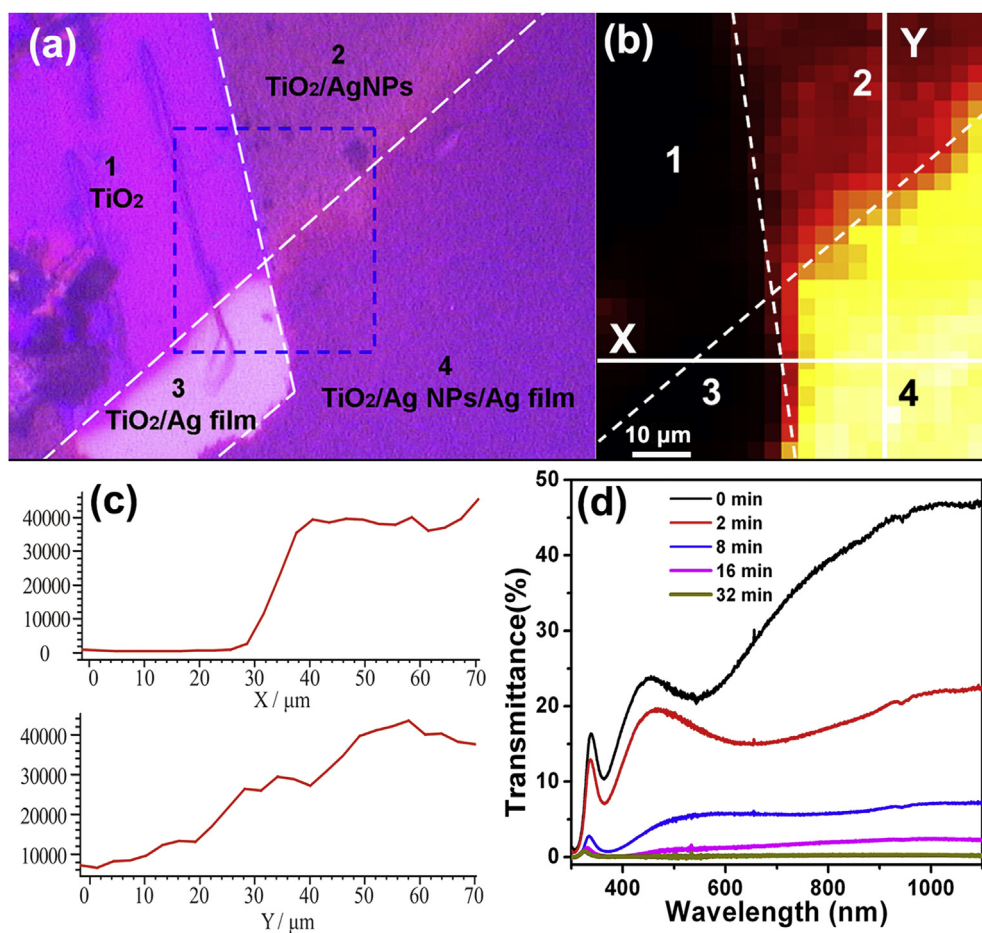 (a)
2
TiO₂/AgNPs
1
TiO₂
3
TiO₂/Ag film
4
TiO₂/Ag NPs/Ag film
(b)
Y
2
1
X
3
4
10 μm
(c)
40000
30000
20000
10000
0
0 10 20 30 40 50 60 70
X / μm
40000
30000
20000
10000
0 10 20 30 40 50 60 70
Y / μm
(d)
50
40
30
20
10
0
Transmittance(%)
0 min
2 min
8 min
16 min
32 min
400 600 800 1000
Wavelength (nm)